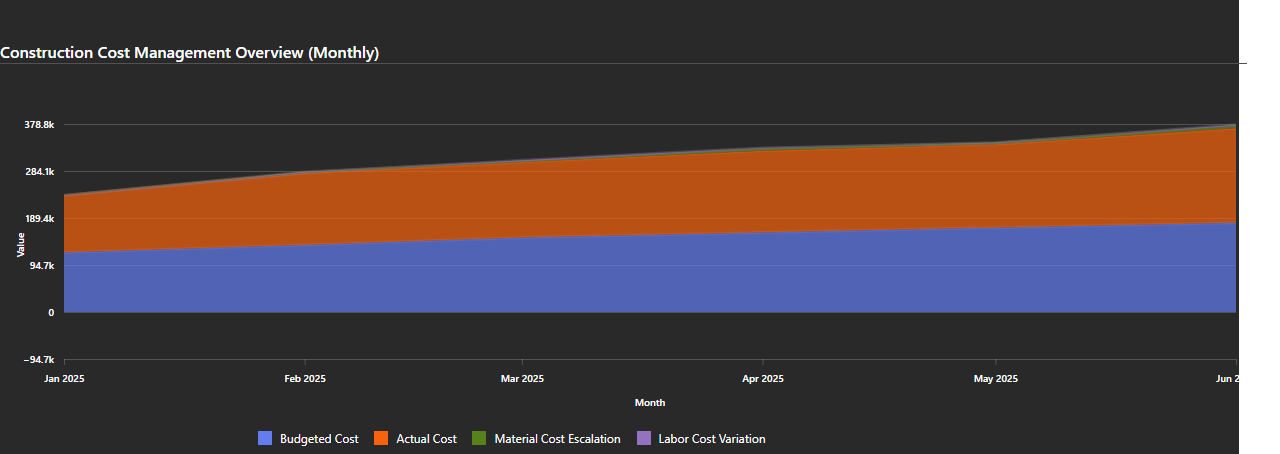 Construction Cost Management Overview (Monthly)
378.8k
284.1k
189.4k
94.7k
0
−94.7k
Value
Jan 2025 Feb 2025 Mar 2025 Apr 2025 May 2025 Jun 2
Month
Budgeted Cost Actual Cost Material Cost Escalation Labor Cost Variation